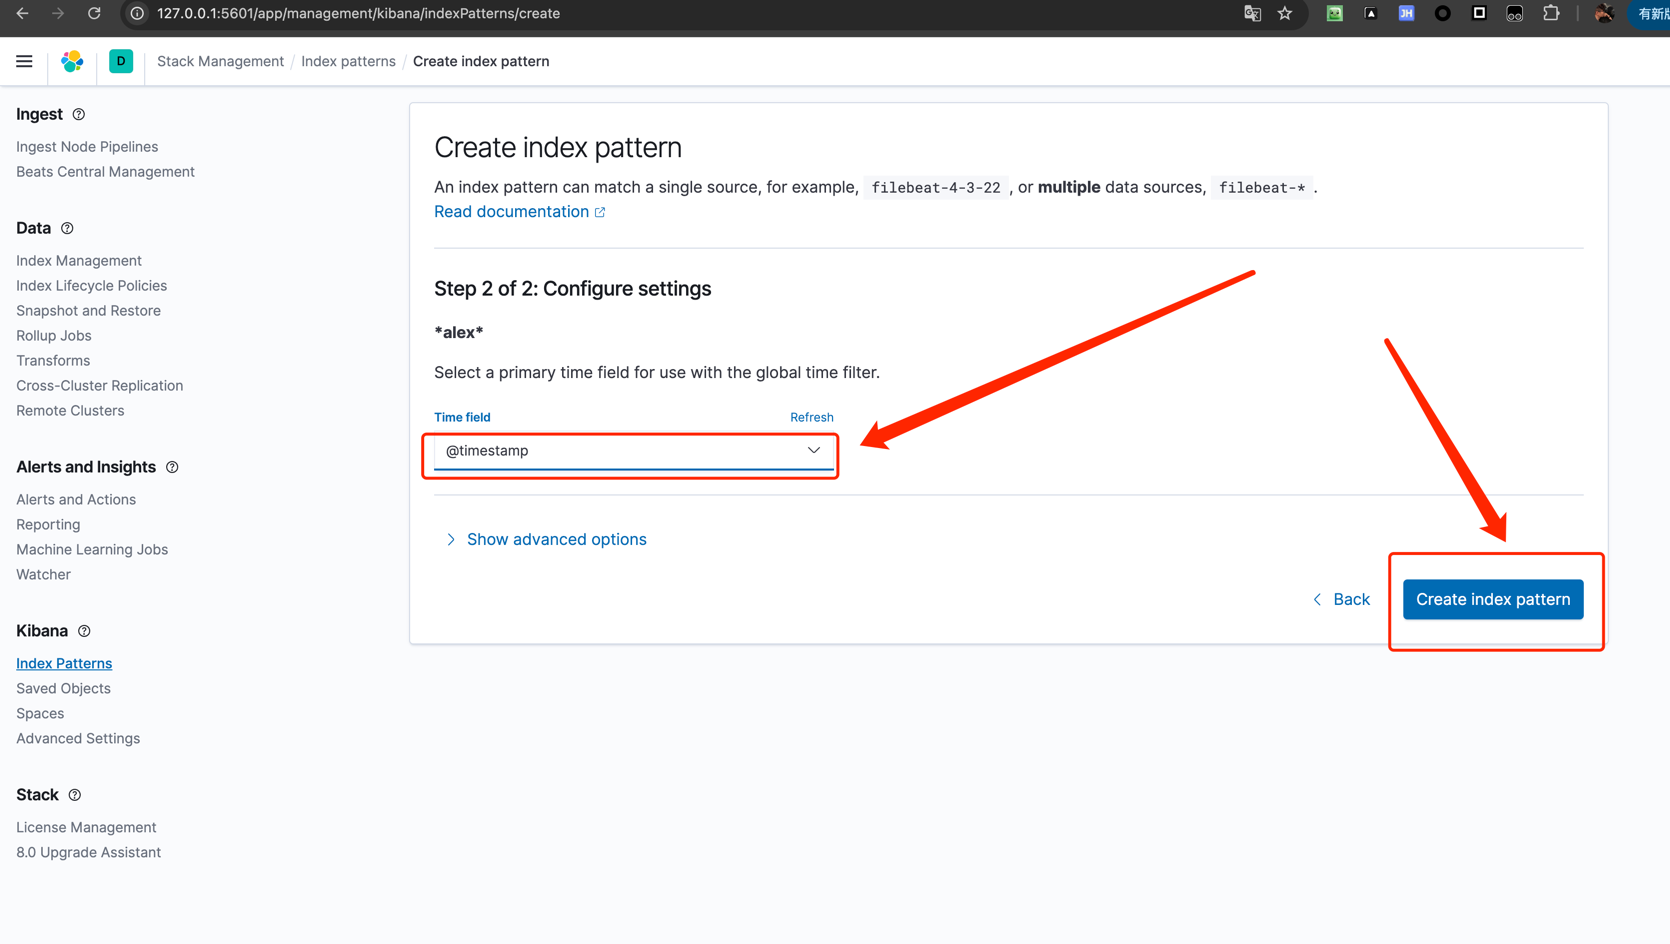 127.0.0.1:5601/app/management/kibana/indexPatterns/create
JH
有新版
D
Stack Management / Index patterns / Create index pattern
Ingest
Ingest Node Pipelines
Beats Central Management
Data
Index Management
Index Lifecycle Policies
Snapshot and Restore
Rollup Jobs
Transforms
Cross-Cluster Replication
Remote Clusters
Alerts and Insights
Alerts and Actions
Reporting
Machine Learning Jobs
Watcher
Kibana
Index Patterns
Saved Objects
Spaces
Advanced Settings
Stack
License Management
8.0 Upgrade Assistant
Create index pattern
An index pattern can match a single source, for example, filebeat-4-3-22 , or multiple data sources, filebeat-* .
Read documentation
Step 2 of 2: Configure settings
*alex*
Select a primary time field for use with the global time filter.
Time field Refresh
@timestamp
Show advanced options
Back Create index pattern